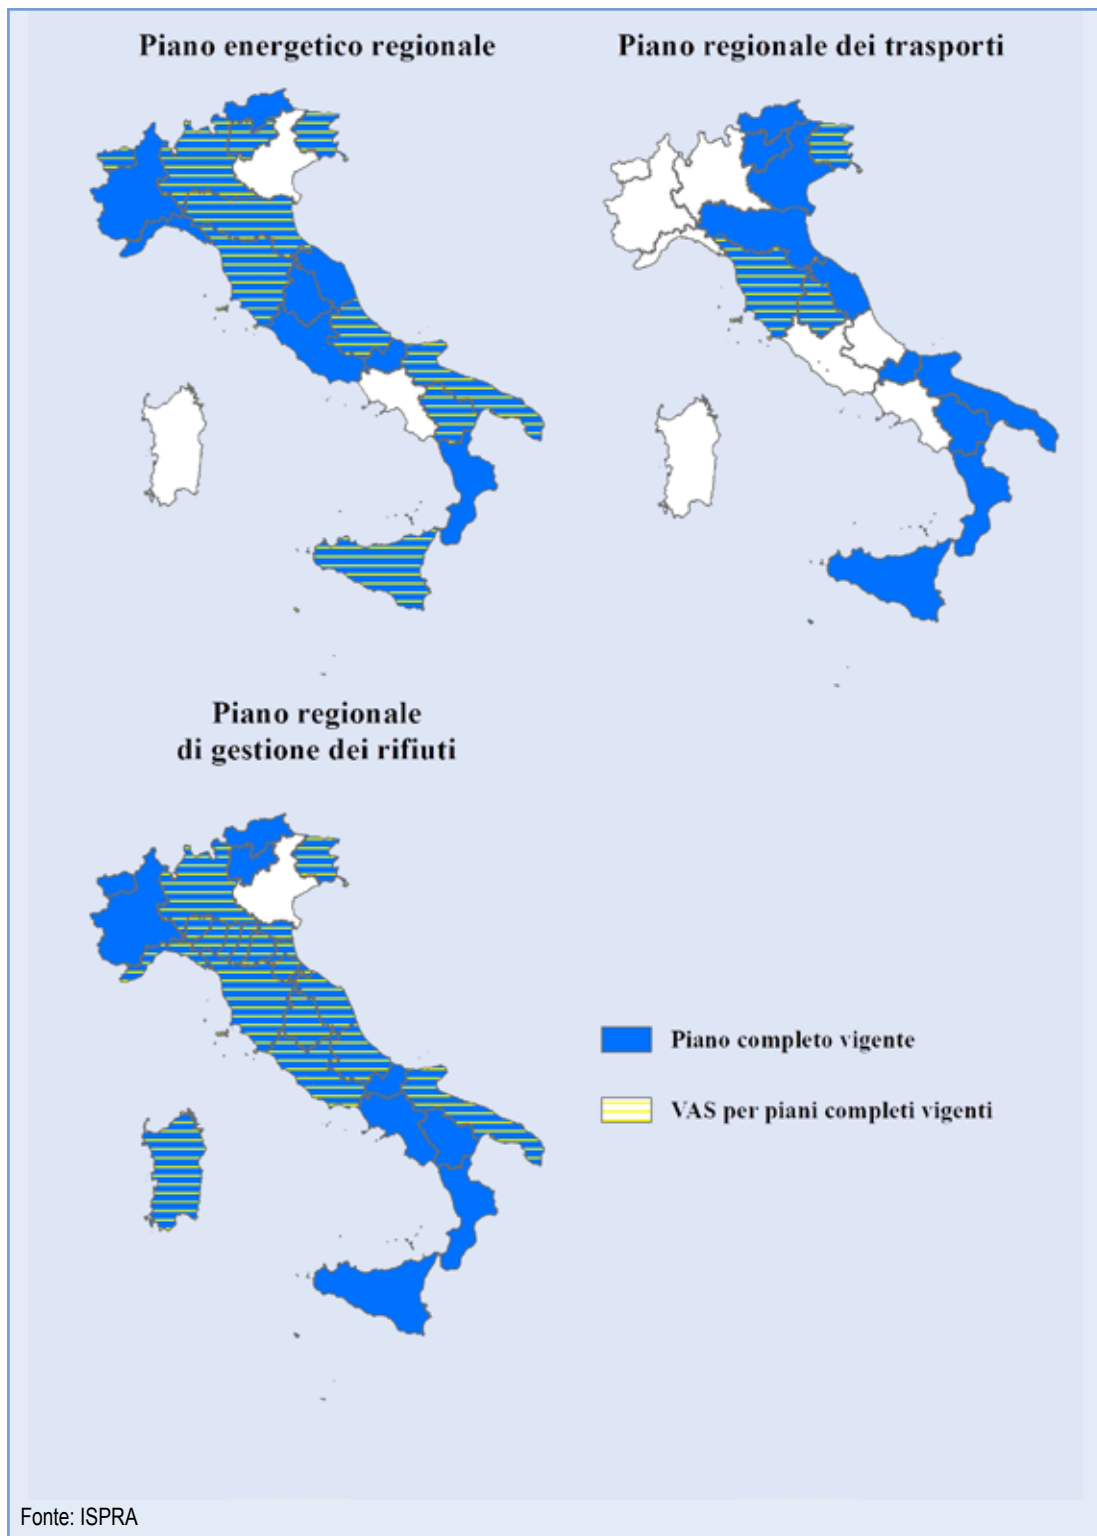 Piano energetico regionale
Piano regionale dei trasporti
Piano regionale
di gestione dei rifiuti
Piano completo vigente
VAS per piani completi vigenti
Fonte: ISPRA